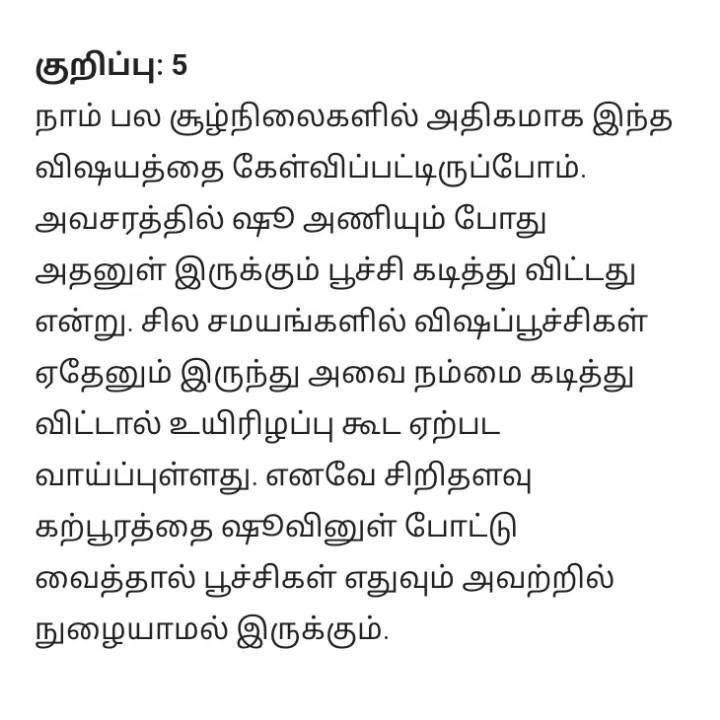 குறிப்பு: 5
நாம் பல சூழ்நிலைகளில் அதிகமாக இந்த
விஷயத்தை கேள்விப்பட்டிருப்போம்.
அவசரத்தில் ஷூ அணியும் போது
அதனுள் இருக்கும் பூச்சி கடித்து விட்டது
என்று. சில சமயங்களில் விஷப்பூச்சிகள்
ஏதேனும் இருந்து அவை நம்மை கடித்து
விட்டால் உயிரிழப்பு கூட ஏற்பட
வாய்ப்புள்ளது. எனவே சிறிதளவு
கற்பூரத்தை ஷூவினுள் போட்டு
வைத்தால் பூச்சிகள் எதுவும் அவற்றில்
நுழையாமல் இருக்கும்.